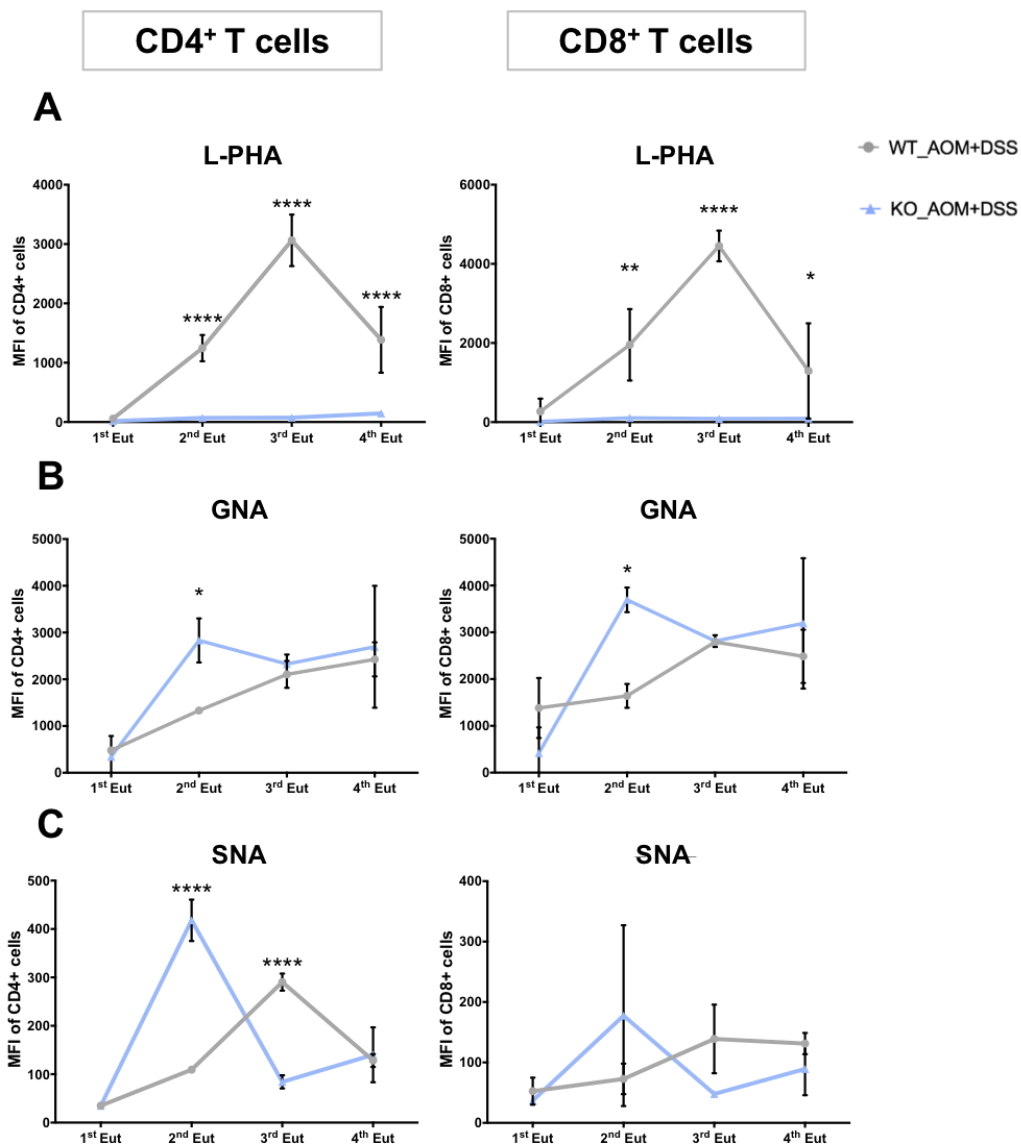 CD4⁺ T cells
CD8⁺ T cells
A
L-PHA
L-PHA
WT_AOM+DSS
KO_AOM+DSS
MFI of CD4+ cells
4000
3000
2000
1000
0
****
****
****
1ˢᵗ Eut
2ⁿᵈ Eut
3ʳᵈ Eut
4ᵗʰ Eut
MFI of CD8+ cells
6000
4000
2000
0
**
****
*
1ˢᵗ Eut
2ⁿᵈ Eut
3ʳᵈ Eut
4ᵗʰ Eut
B
GNA
GNA
MFI of CD4+ cells
5000
4000
3000
2000
1000
0
*
1ˢᵗ Eut
2ⁿᵈ Eut
3ʳᵈ Eut
4ᵗʰ Eut
MFI of CD8+ cells
5000
4000
3000
2000
1000
0
*
1ˢᵗ Eut
2ⁿᵈ Eut
3ʳᵈ Eut
4ᵗʰ Eut
C
SNA
SNA
MFI of CD4+ cells
500
400
300
200
100
0
****
****
1ˢᵗ Eut
2ⁿᵈ Eut
3ʳᵈ Eut
4ᵗʰ Eut
MFI of CD8+ cells
400
300
200
100
0
1ˢᵗ Eut
2ⁿᵈ Eut
3ʳᵈ Eut
4ᵗʰ Eut